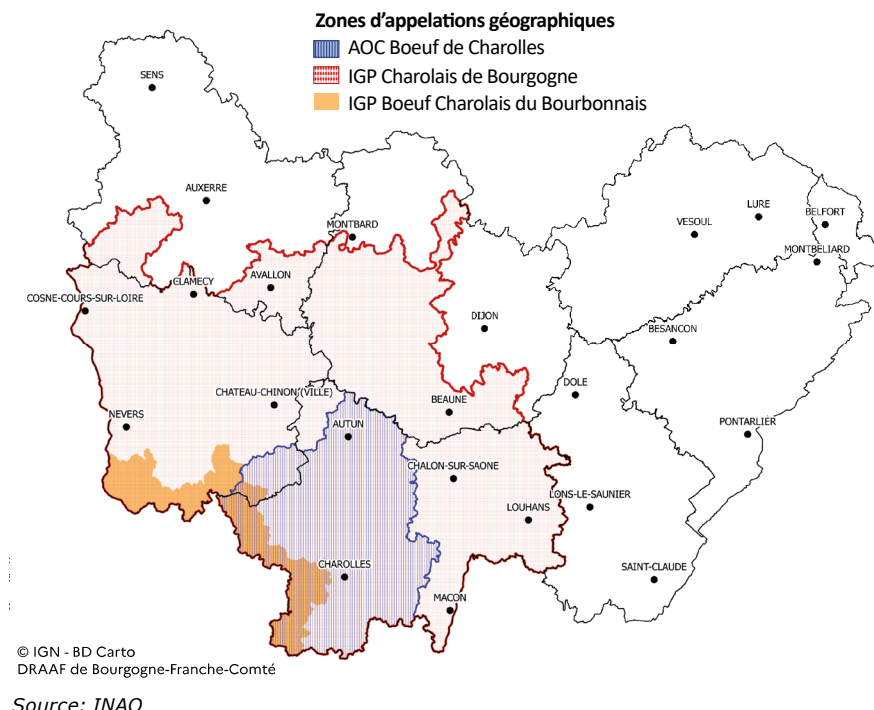 Zones d'appelations géographiques
AOC Boeuf de Charolles
IGP Charolais de Bourgogne
IGP Boeuf Charolais du Bourbonnais
SENS
AUXERRE
MONTBARD
VESOUL
LURE
BELFORT
MONTBELIARD
CLAMECY
AVALLON
COSNE-COURS-SUR-LOIRE
DIJON
BESANCON
CHATEAU-CHINON(VILLE)
BEAUNE
DOLE
NEVERS
AUTUN
PONTARLIER
CHALON-SUR-SAONE
LONS-LE-SAUNIER
LOUHANS
CHAROLLES
SAINT-CLAUDE
MACON
© IGN - BD Carto
DRAAF de Bourgogne-Franche-Comté
Source: INAO